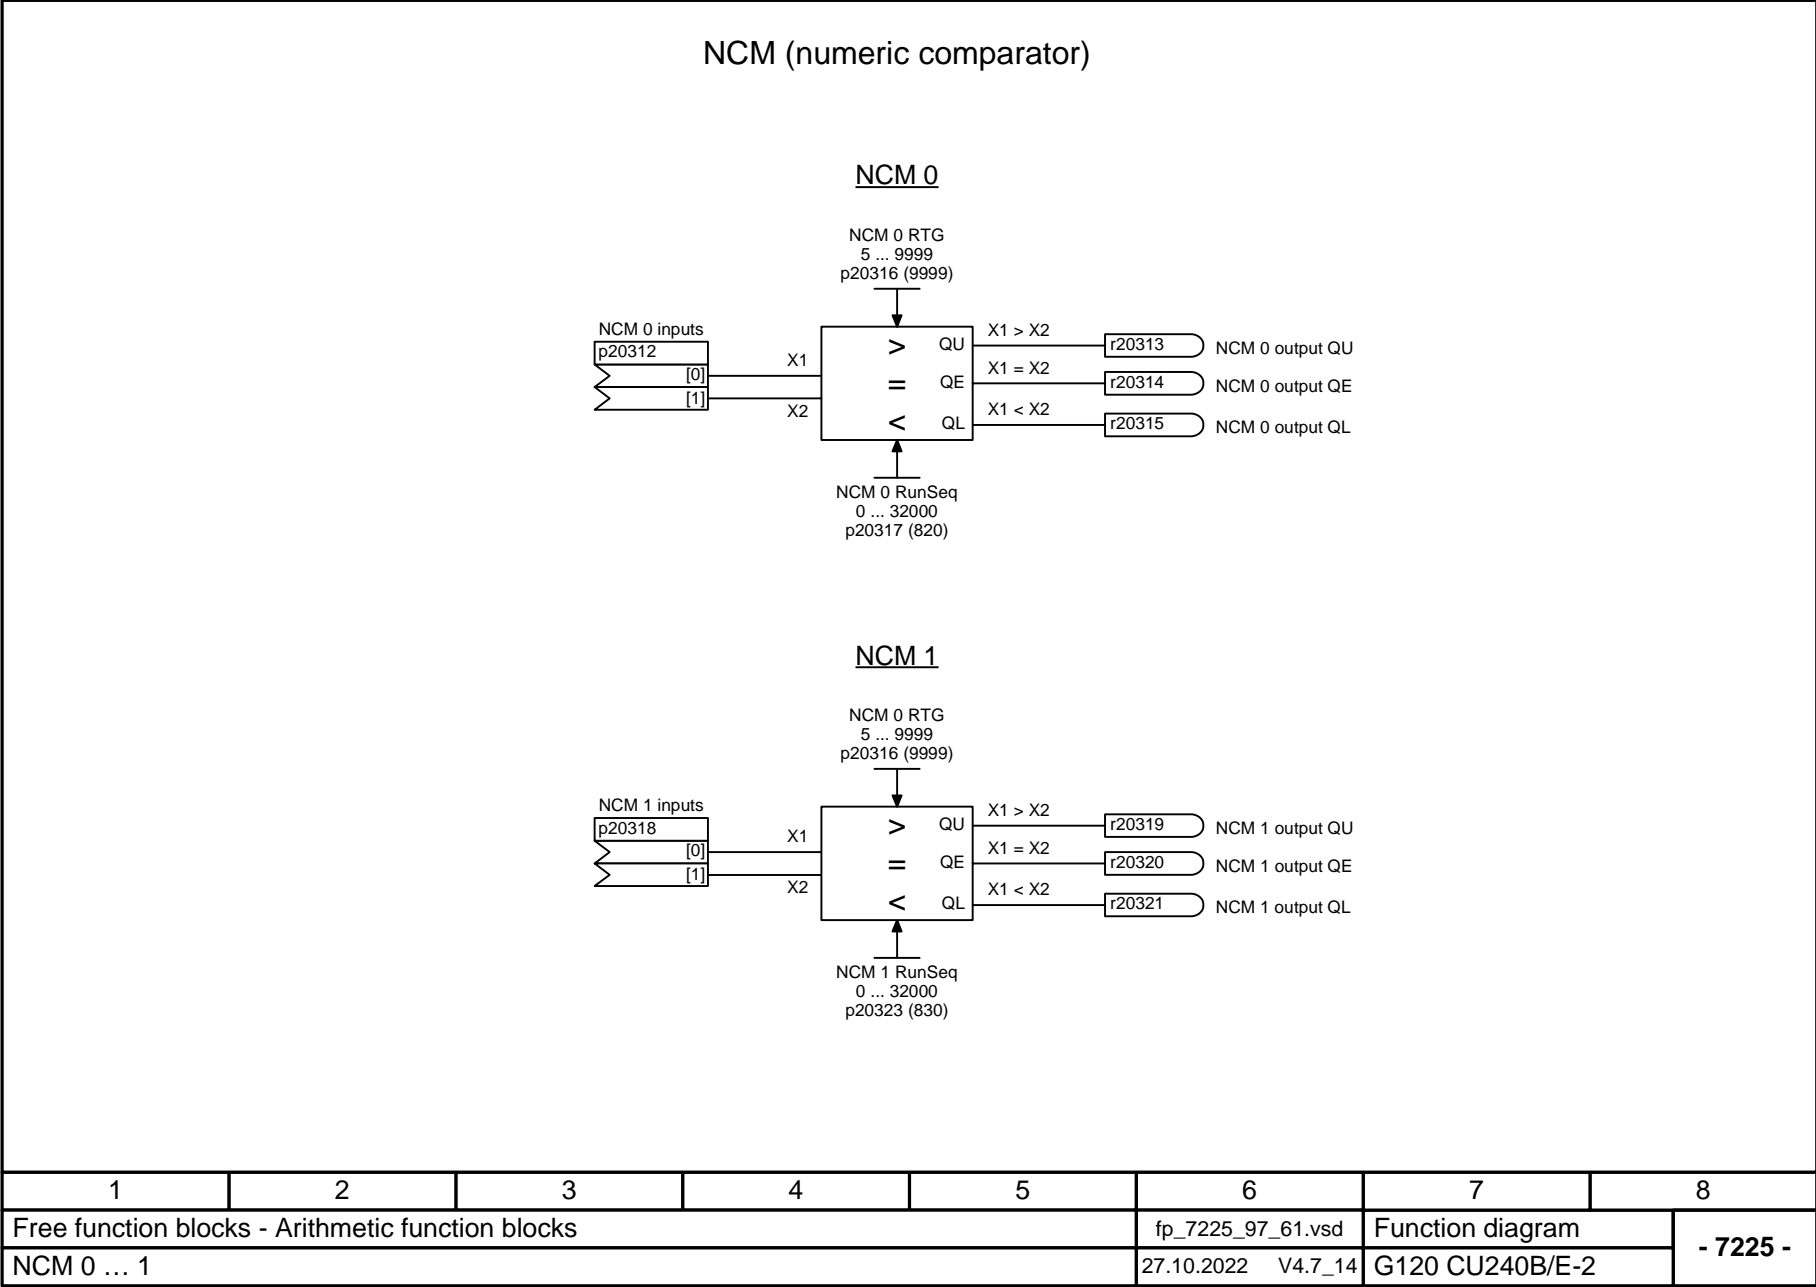 NCM (numeric comparator)
NCM 0
NCM 0 RTG
5 ... 9999
p20316 (9999)
NCM 0 inputs
p20312
[0]
[1]
X1
X2
>
=
<
QU
QE
QL
X1 > X2
X1 = X2
X1 < X2
r20313
NCM 0 output QU
r20314
NCM 0 output QE
r20315
NCM 0 output QL
NCM 0 RunSeq
0 ... 32000
p20317 (820)
NCM 1
NCM 0 RTG
5 ... 9999
p20316 (9999)
NCM 1 inputs
p20318
[0]
[1]
X1
X2
>
=
<
QU
QE
QL
X1 > X2
X1 = X2
X1 < X2
r20319
NCM 1 output QU
r20320
NCM 1 output QE
r20321
NCM 1 output QL
NCM 1 RunSeq
0 ... 32000
p20323 (830)
1 2 3 4 5 6 7 8
Free function blocks - Arithmetic function blocks
fp_7225_97_61.vsd
Function diagram
- 7225 -
NCM 0 … 1
27.10.2022 V4.7_14
G120 CU240B/E-2